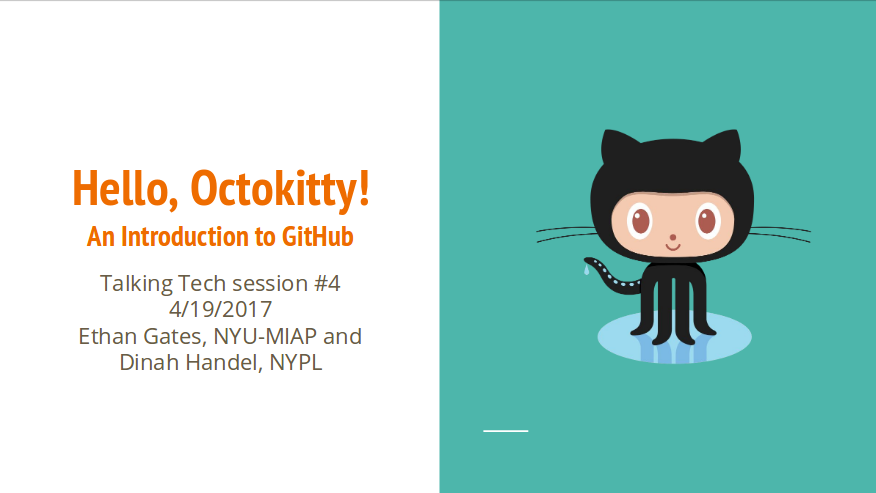 Hello, Octokitty!
An Introduction to GitHub
Talking Tech session #4
4/19/2017
Ethan Gates, NYU-MIAP and
Dinah Handel, NYPL